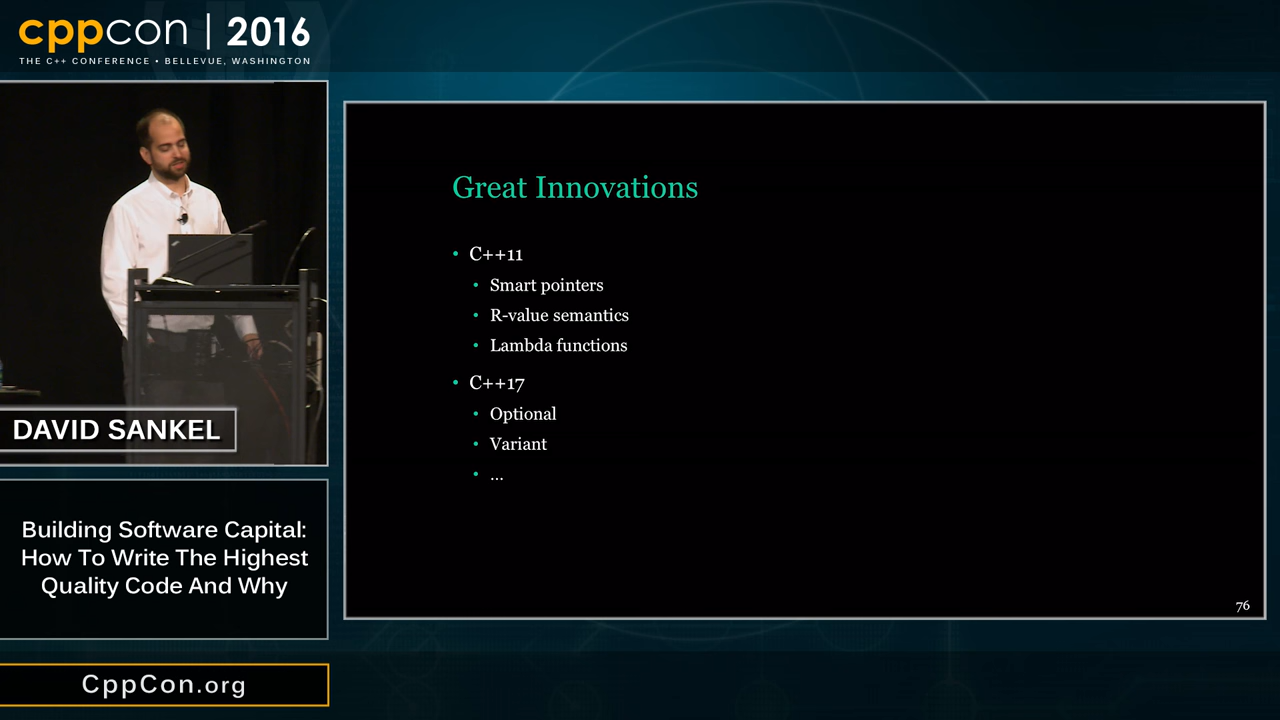 cppcon | 2016
THE C++ CONFERENCE • BELLEVUE, WASHINGTON
DAVID SANKEL
Building Software Capital:
How To Write The Highest
Quality Code And Why
CppCon.org
Great Innovations
• C++11
• Smart pointers
• R-value semantics
• Lambda functions
• C++17
• Optional
• Variant
• ...
76